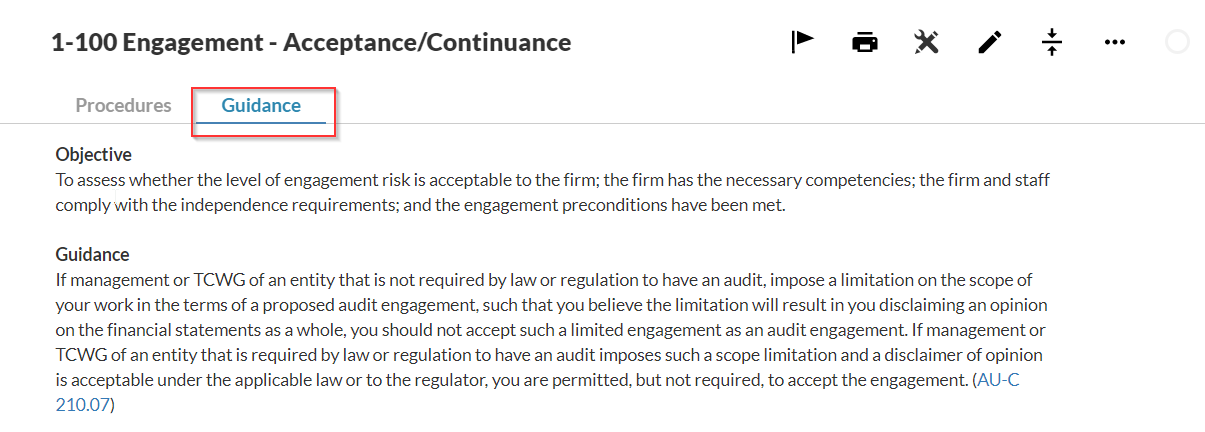 1-100 Engagement - Acceptance/Continuance
Procedures Guidance
Objective
To assess whether the level of engagement risk is acceptable to the firm; the firm has the necessary competencies; the firm and staff
comply with the independence requirements; and the engagement preconditions have been met.
Guidance
If management or TCWG of an entity that is not required by law or regulation to have an audit, impose a limitation on the scope of
your work in the terms of a proposed audit engagement, such that you believe the limitation will result in you disclaiming an opinion
on the financial statements as a whole, you should not accept such a limited engagement as an audit engagement. If management or
TCWG of an entity that is required by law or regulation to have an audit imposes such a scope limitation and a disclaimer of opinion
is acceptable under the applicable law or to the regulator, you are permitted, but not required, to accept the engagement. (AU-C
210.07)